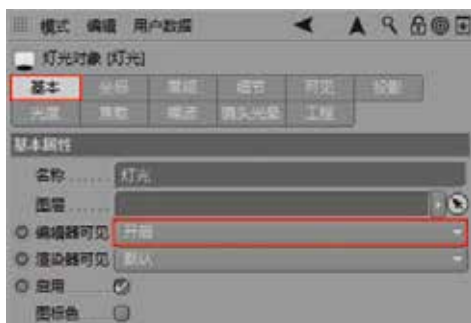 模式 编辑 用户数据
灯光对象 [灯光]
基本 坐标 常规 细节 可见 投影
光度 焦散 噪波 镜头光晕 工程
基本属性
名称 灯光
图层
编辑器可见 开启
渲染器可见 默认
启用
图标色